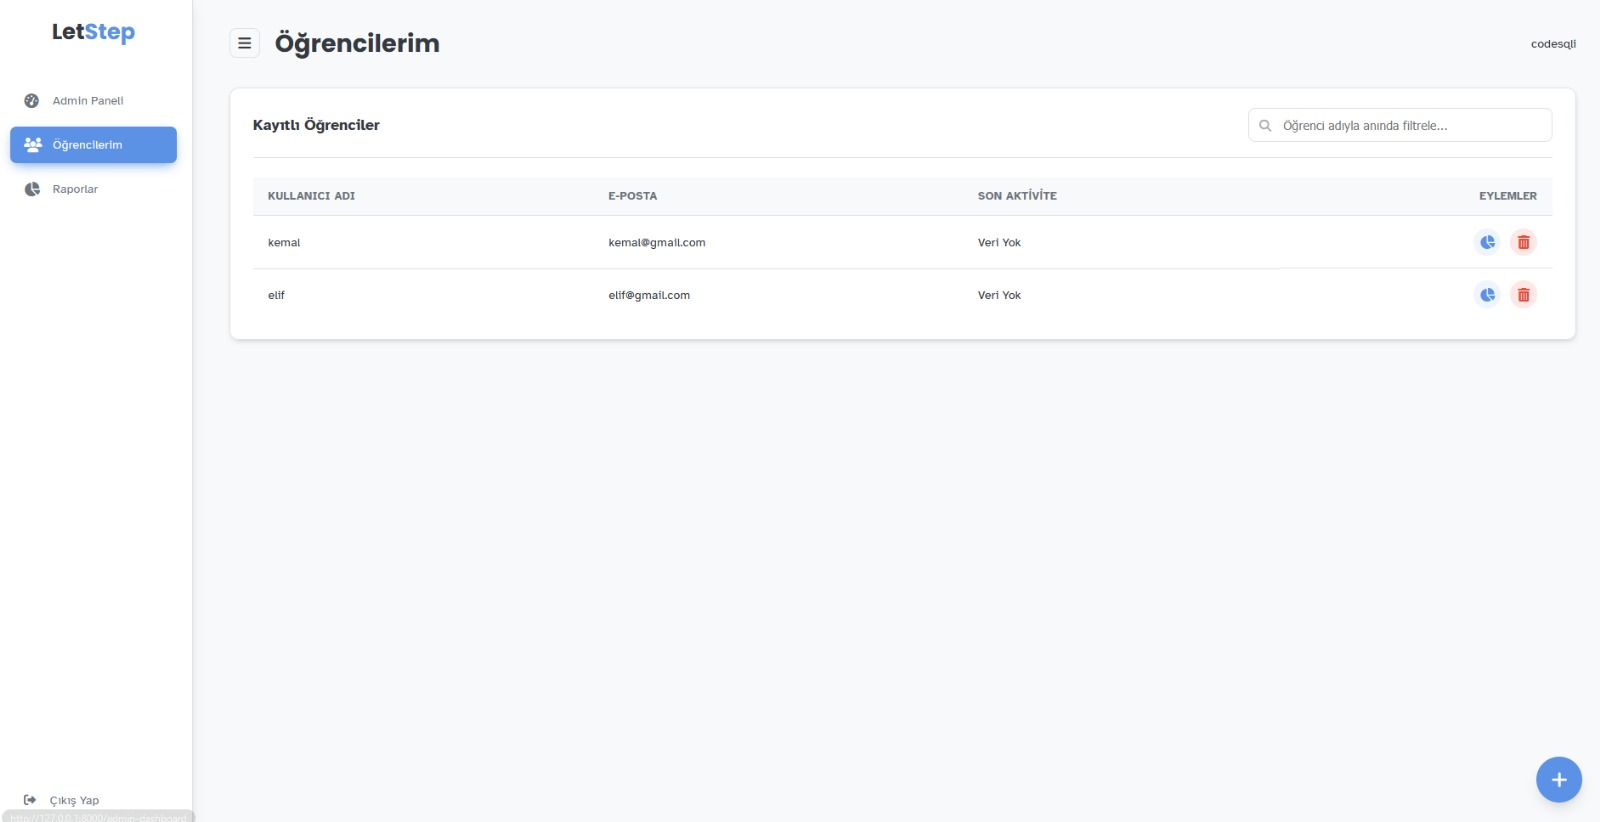 LetStep
Admin Paneli
Öğrencilerim
Raporlar
Çıkış Yap
http://127.0.0.1:8000/admin-dashboard
Öğrencilerim
codesqli
Kayıtlı Öğrenciler
Öğrenci adıyla anında filtrele...
KULLANICI ADI E-POSTA SON AKTİVİTE EYLEMLER
kemal kemal@gmail.com Veri Yok
elif elif@gmail.com Veri Yok